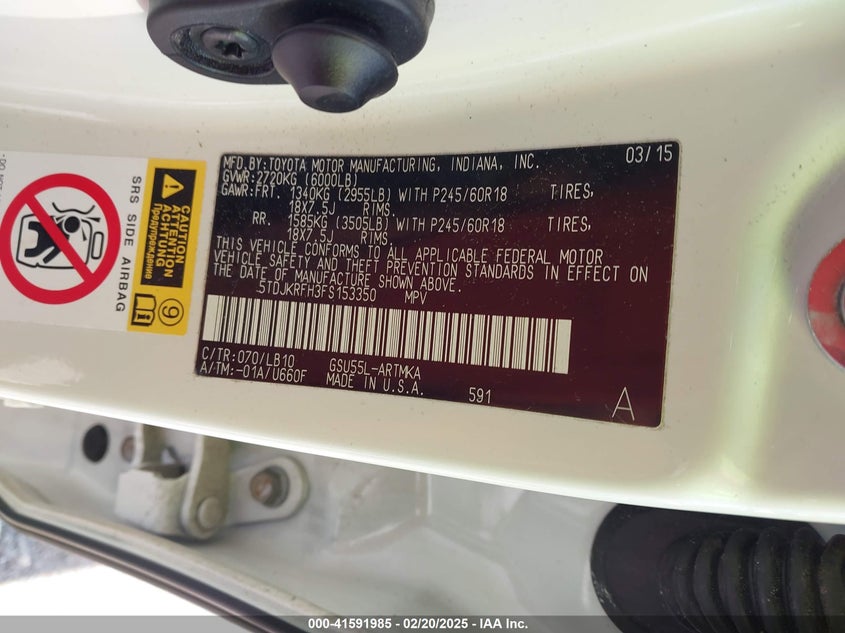 MFD.BY:TOYOTA MOTOR MANUFACTURING, INDIANA, INC. 03/15
GVWR:2720KG (6000LB)
GAWR:FRT. 1340KG (2955LB) WITH P245/60R18 TIRES,
18X7.5J RIMS.
RR. 1585KG (3505LB) WITH P245/60R18 TIRES,
18X7.5J RIMS.
THIS VEHICLE CONFORMS TO ALL APPLICABLE FEDERAL MOTOR
VEHICLE SAFETY AND THEFT PREVENTION STANDARDS IN EFFECT ON
THE DATE OF MANUFACTURE SHOWN ABOVE.
5TDJKRFH3FS153350 MPV
C/TR:070/LB10 GSU55L-ARTMKA
A/TM:-01A/U660F MADE IN U.S.A. 591 A
SRS SIDE AIRBAG
CAUTION
ATTENTION
ACHTUNG
Предупреждение
9
000-41591985 - 02/20/2025 - IAA Inc.